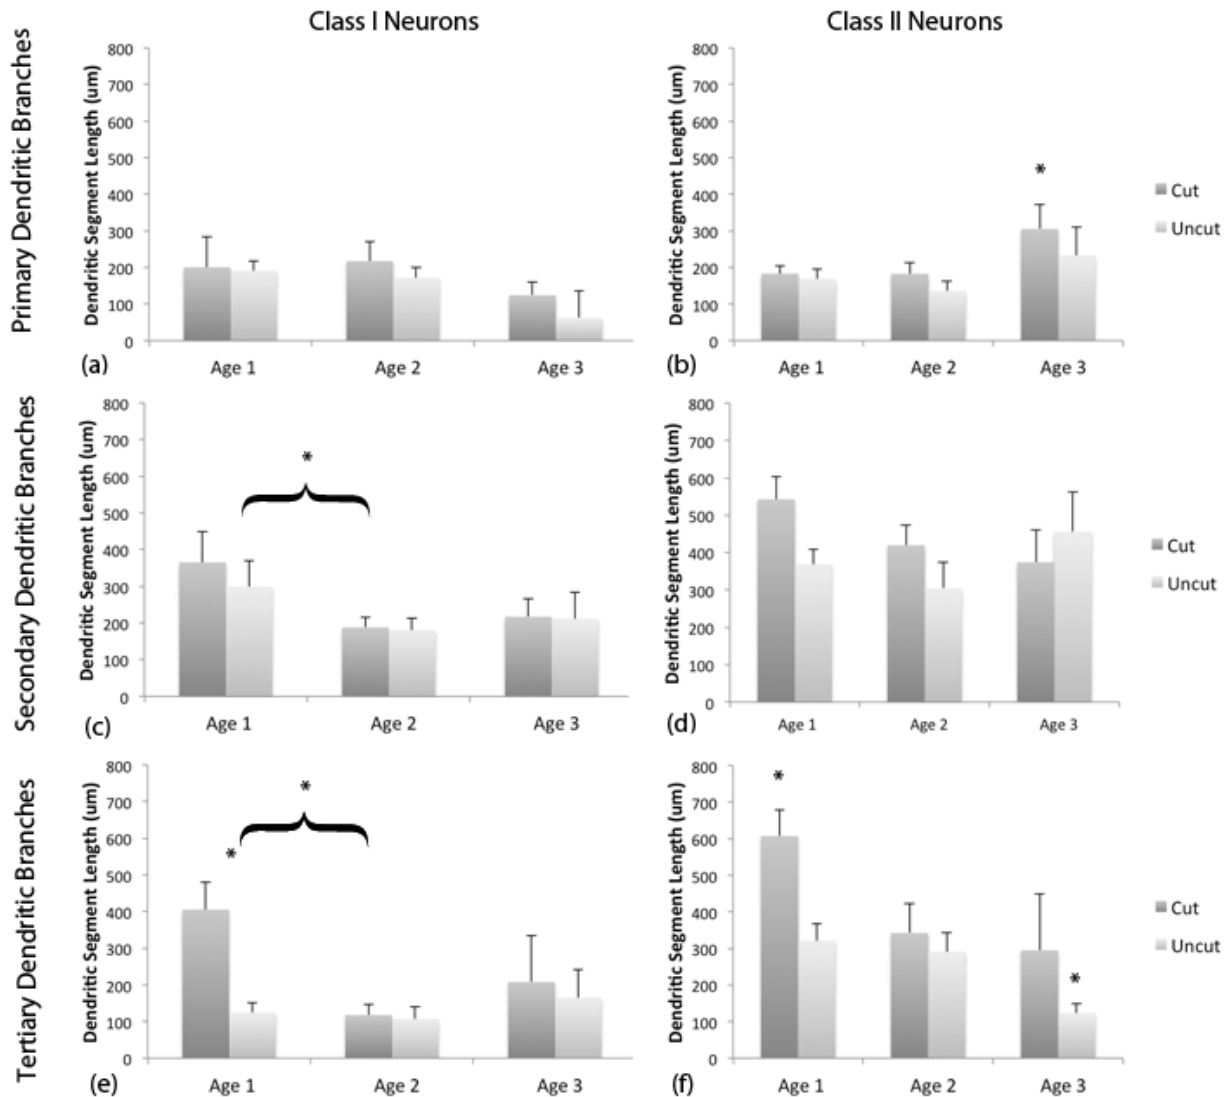 Class I Neurons
Class II Neurons
Primary Dendritic Branches
Dendritic Segment Length (um)
800
700
600
500
400
300
200
100
0
Age 1
Age 2
Age 3
(a)
Dendritic Segment Length (um)
800
700
600
500
400
300
200
100
0
*
Age 1
Age 2
Age 3
(b)
Cut
Uncut
Secondary Dendritic Branches
Dendritic Segment Length (um)
800
700
600
500
400
300
200
100
0
*
Age 1
Age 2
Age 3
(c)
Dendritic Segment Length (um)
800
700
600
500
400
300
200
100
0
Age 1
Age 2
Age 3
(d)
Cut
Uncut
Tertiary Dendritic Branches
Dendritic Segment Length (um)
800
700
600
500
400
300
200
100
0
*
*
Age 1
Age 2
Age 3
(e)
Dendritic Segment Length (um)
800
700
600
500
400
300
200
100
0
*
*
Age 1
Age 2
Age 3
(f)
Cut
Uncut